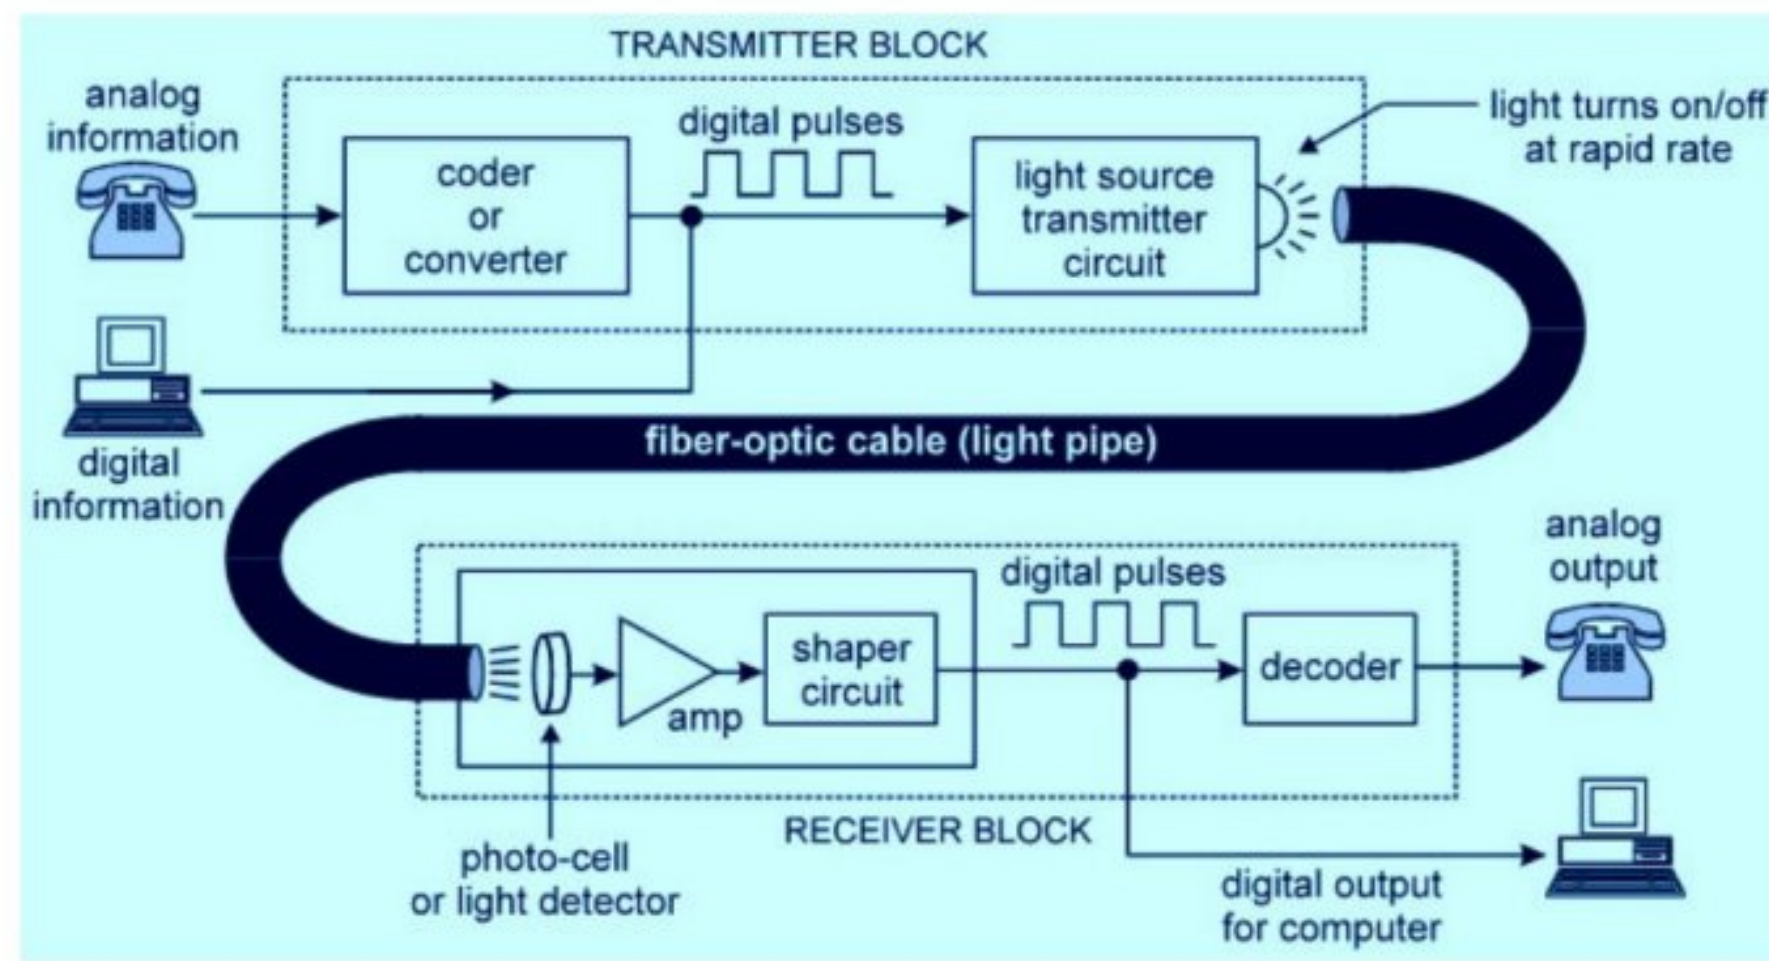 TRANSMITTER BLOCK
analog
information
coder
or
converter
digital pulses
light source
transmitter
circuit
light turns on/off
at rapid rate
digital
information
fiber-optic cable (light pipe)
photo-cell
or light detector
amp
shaper
circuit
digital pulses
decoder
analog
output
RECEIVER BLOCK
digital output
for computer